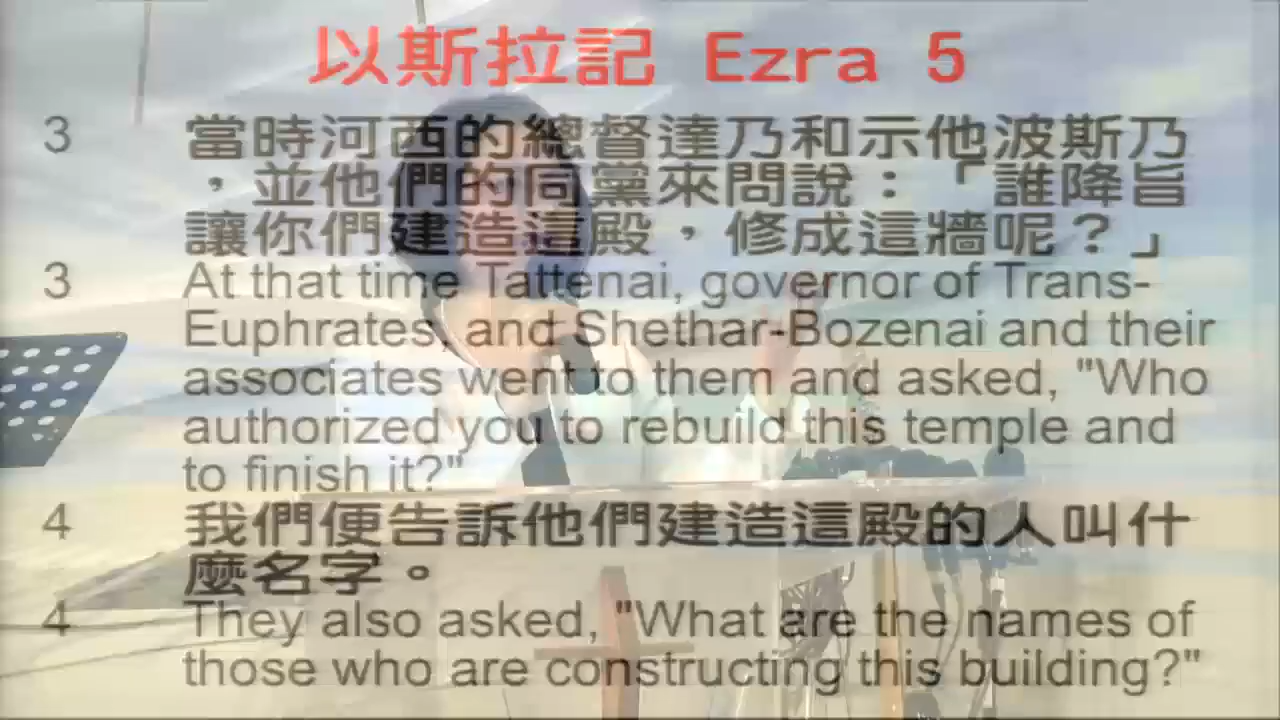 以斯拉記 Ezra 5
3 當時河西的總督達乃和示他波斯乃
，並他們的同黨來問說：「誰降旨
讓你們建造這殿，修成這牆呢？」
3 At that time Tattenai, governor of Trans-
Euphrates, and Shethar-Bozenai and their
associates went to them and asked, "Who
authorized you to rebuild this temple and
to finish it?"
4 我們便告訴他們建造這殿的人叫什
麼名字。
4 They also asked, "What are the names of
those who are constructing this building?"